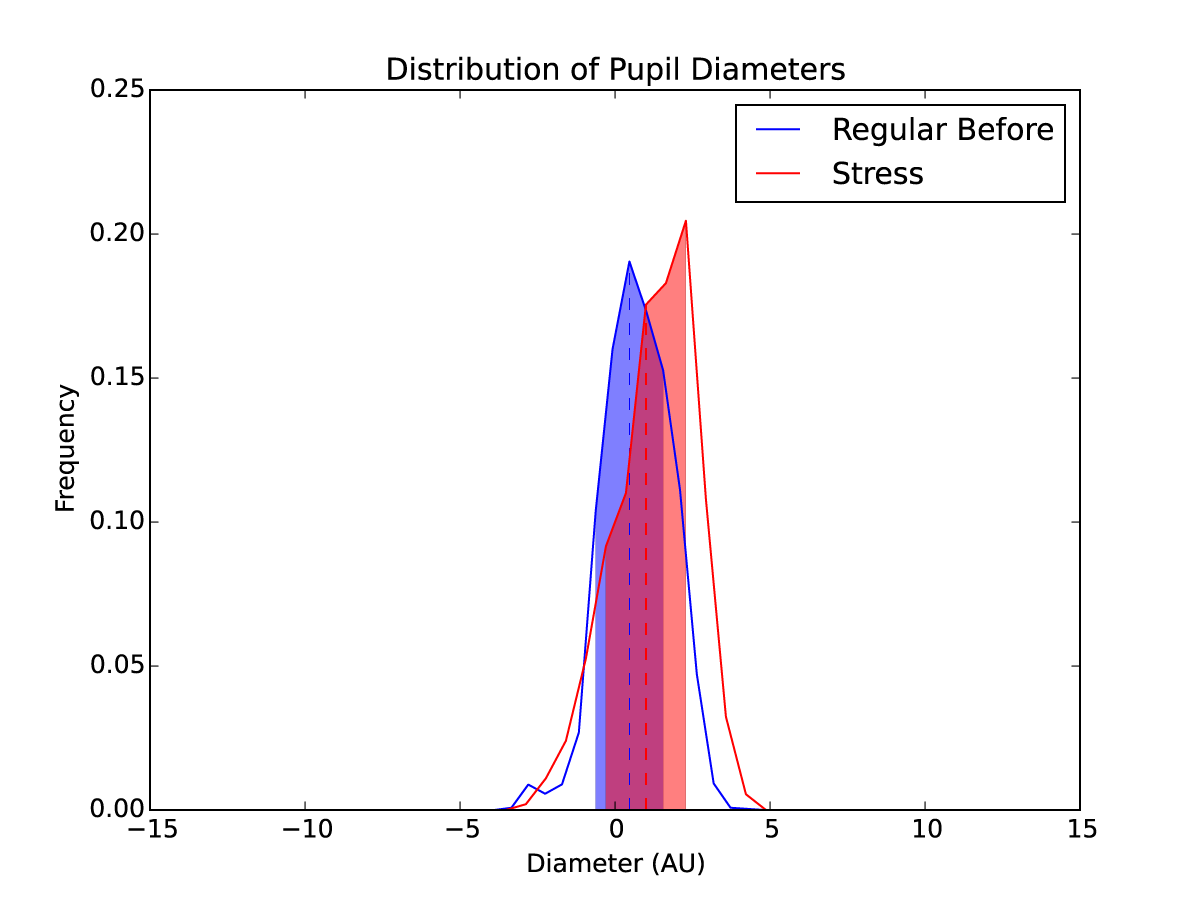 Distribution of Pupil Diameters
0.25
0.20
0.15
0.10
0.05
0.00
Frequency
Regular Before
Stress
−15 −10 −5 0 5 10 15
Diameter (AU)